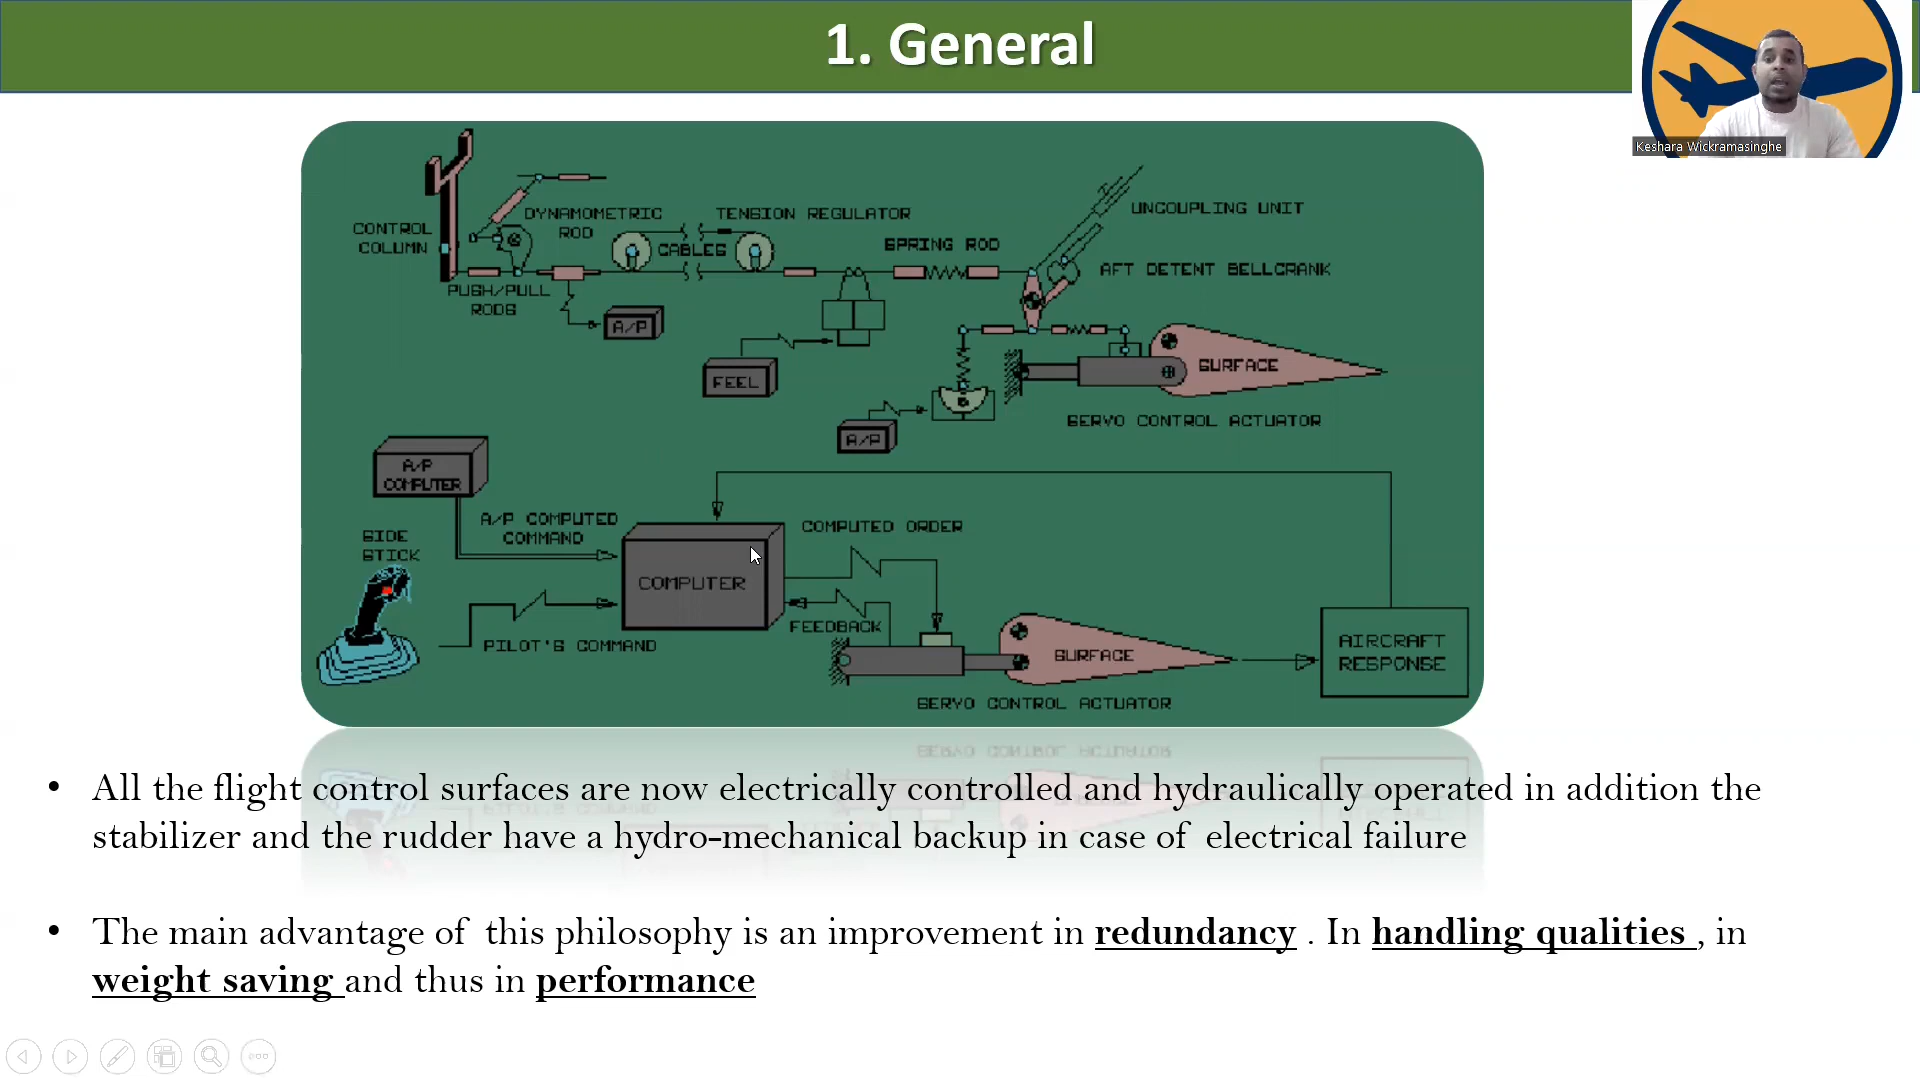 1. General
Keshara Wickramasinghe
CONTROL
COLUMN
DYNAMOMETRIC
ROD
TENSION REGULATOR
CABLES
SPRING ROD
UNCOUPLING UNIT
AFT DETENT BELLCRANK
PUSH/PULL
RODS
A/P
FEEL
A/P
SURFACE
SERVO CONTROL ACTUATOR
A/P
COMPUTER
SIDE
STICK
A/P COMPUTED
COMMAND
COMPUTED ORDER
COMPUTER
PILOT'S COMMAND
FEEDBACK
SURFACE
SERVO CONTROL ACTUATOR
AIRCRAFT
RESPONSE
• All the flight control surfaces are now electrically controlled and hydraulically operated in addition the
stabilizer and the rudder have a hydro-mechanical backup in case of electrical failure
• The main advantage of this philosophy is an improvement in redundancy . In handling qualities , in
weight saving and thus in performance